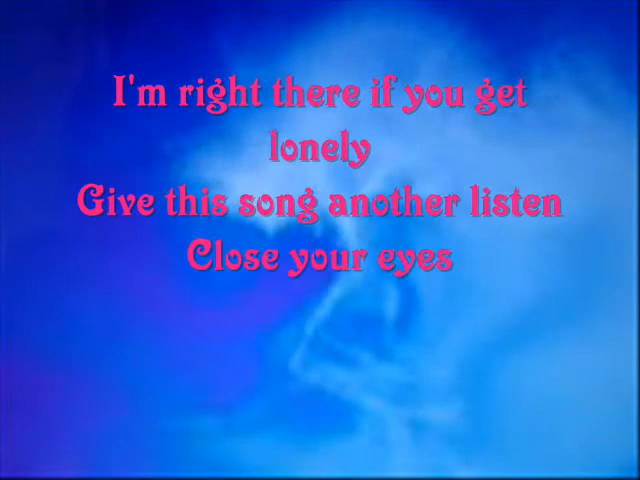 I'm right there if you get
lonely
Give this song another listen
Close your eyes